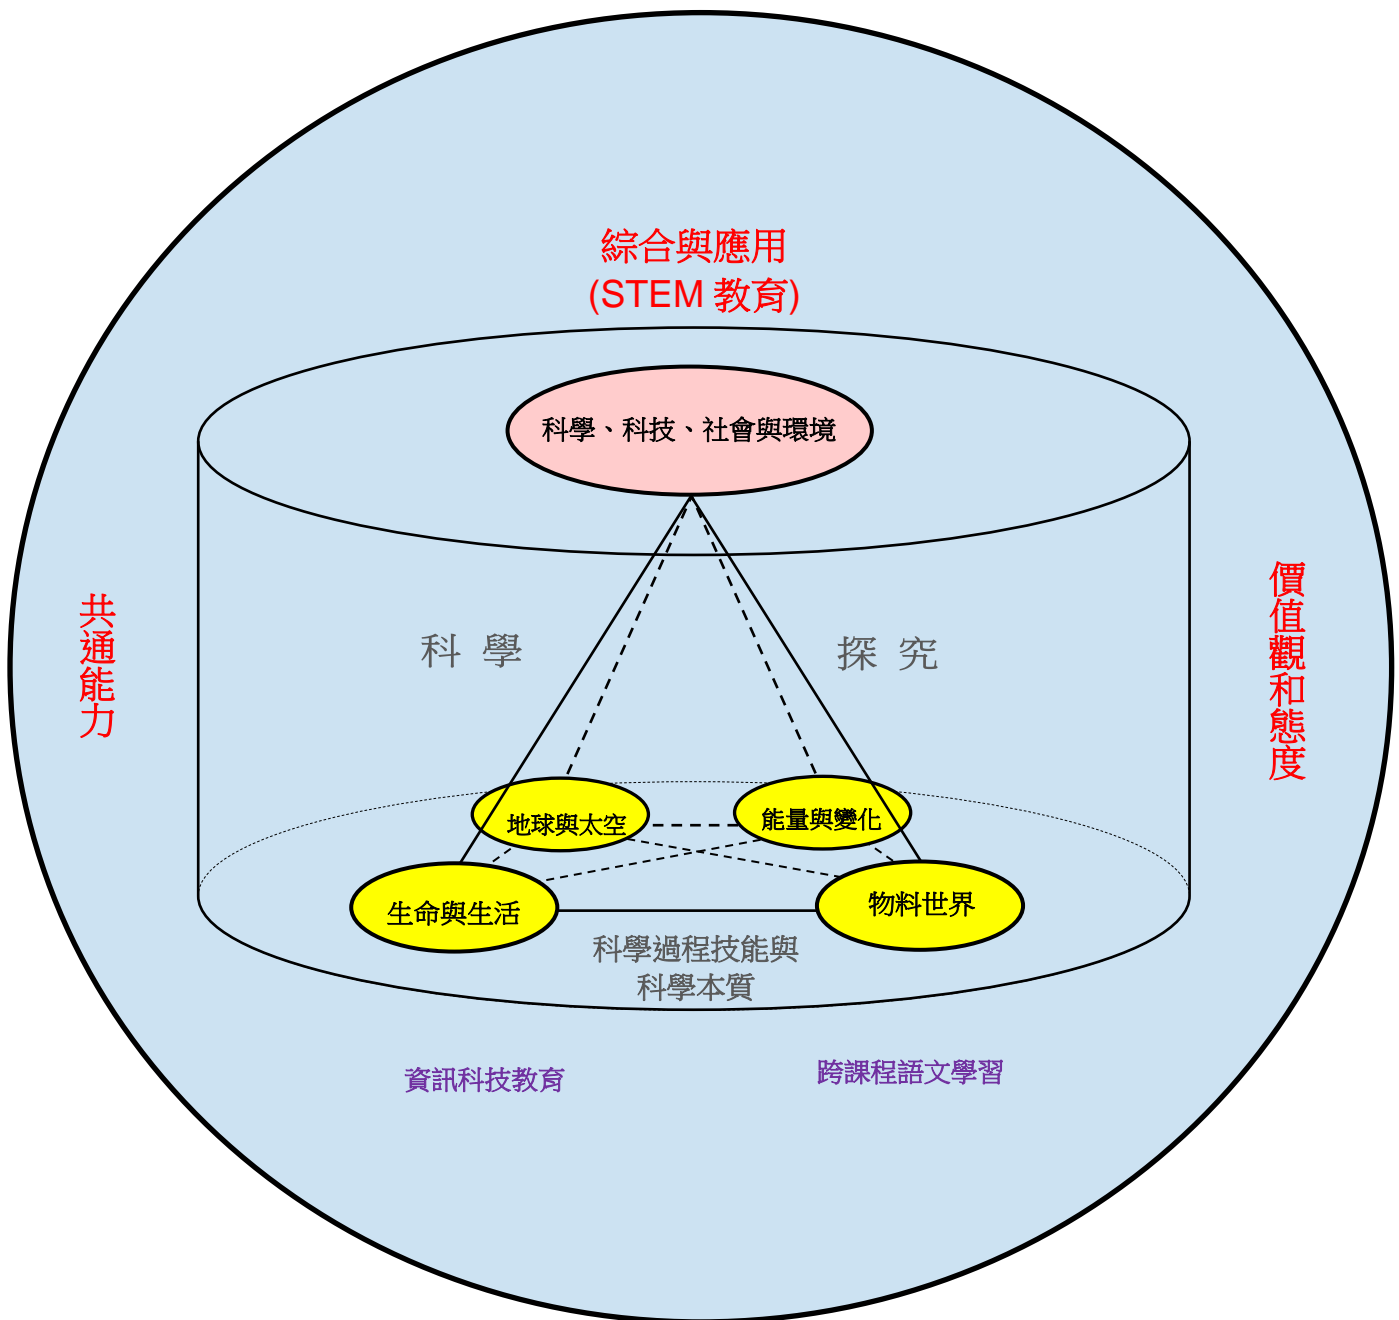 綜合與應用
(STEM 教育)
科學、科技、社會與環境
共通能力
價值觀和態度
科 學
探 究
地球與太空
能量與變化
生命與生活
物料世界
科學過程技能與
科學本質
資訊科技教育
跨課程語文學習